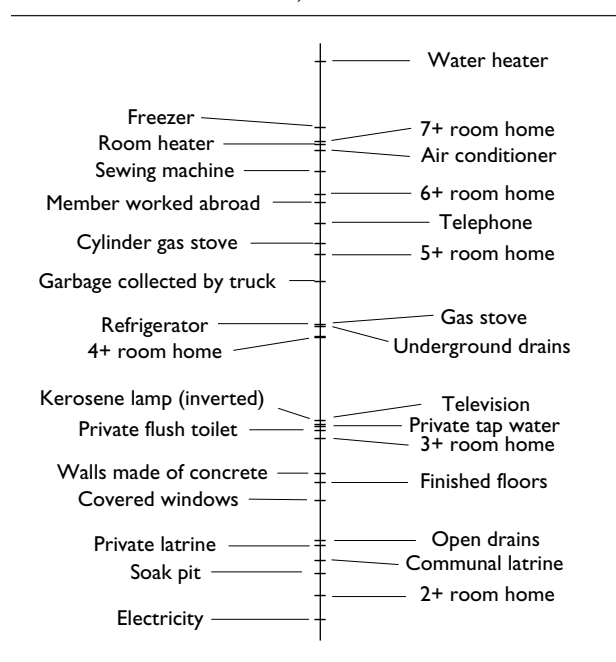 Water heater
Freezer
7+ room home
Room heater
Air conditioner
Sewing machine
6+ room home
Member worked abroad
Telephone
Cylinder gas stove
5+ room home
Garbage collected by truck
Gas stove
Refrigerator
Underground drains
4+ room home
Kerosene lamp (inverted)
Television
Private tap water
Private flush toilet
3+ room home
Walls made of concrete
Finished floors
Covered windows
Open drains
Private latrine
Communal latrine
Soak pit
2+ room home
Electricity